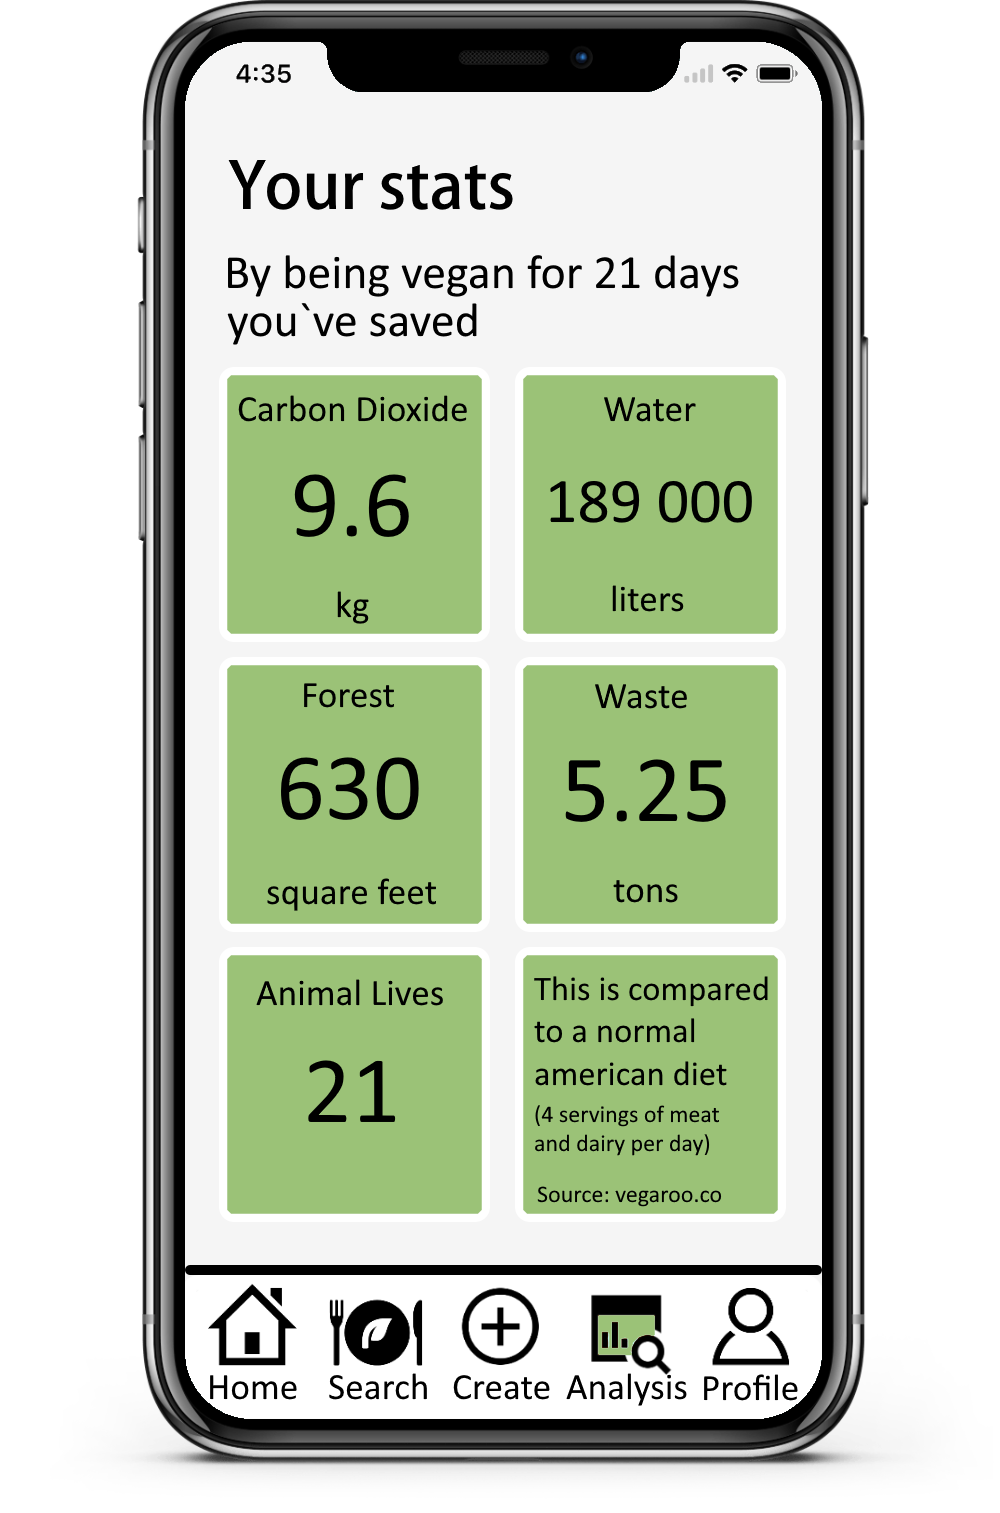 4:35
Your stats
By being vegan for 21 days
you`ve saved
Carbon Dioxide
9.6
kg
Water
189 000
liters
Forest
630
square feet
Waste
5.25
tons
Animal Lives
21
This is compared
to a normal
american diet
(4 servings of meat
and dairy per day)
Source: vegaroo.co
Home
Search
Create
Analysis
Profile